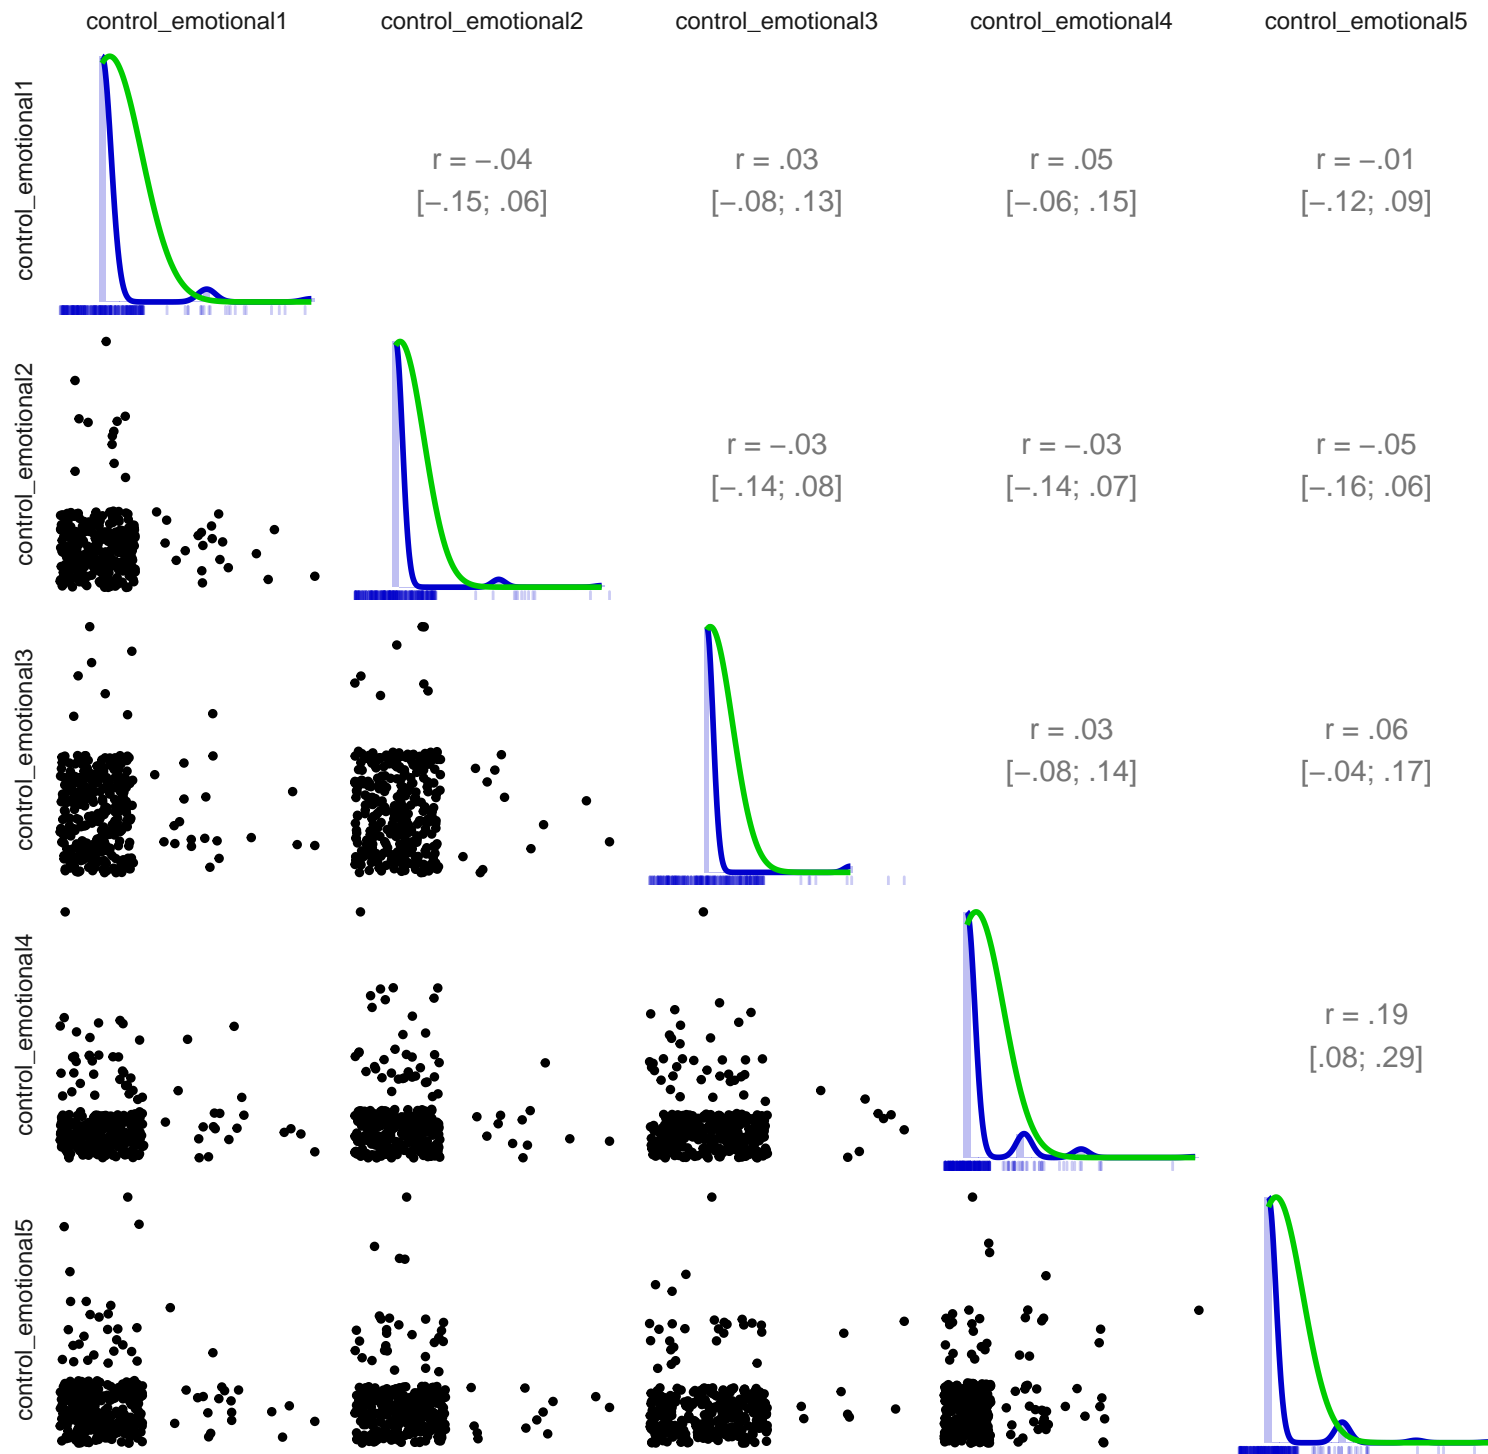 control_emotional1 control_emotional2 control_emotional3 control_emotional4 control_emotional5
control_emotional1
r = −.04 r = .03 r = .05 r = −.01
[−.15; .06] [−.08; .13] [−.06; .15] [−.12; .09]
control_emotional2
r = −.03 r = −.03 r = −.05
[−.14; .08] [−.14; .07] [−.16; .06]
control_emotional3
r = .03 r = .06
[−.08; .14] [−.04; .17]
control_emotional4
r = .19
[.08; .29]
control_emotional5